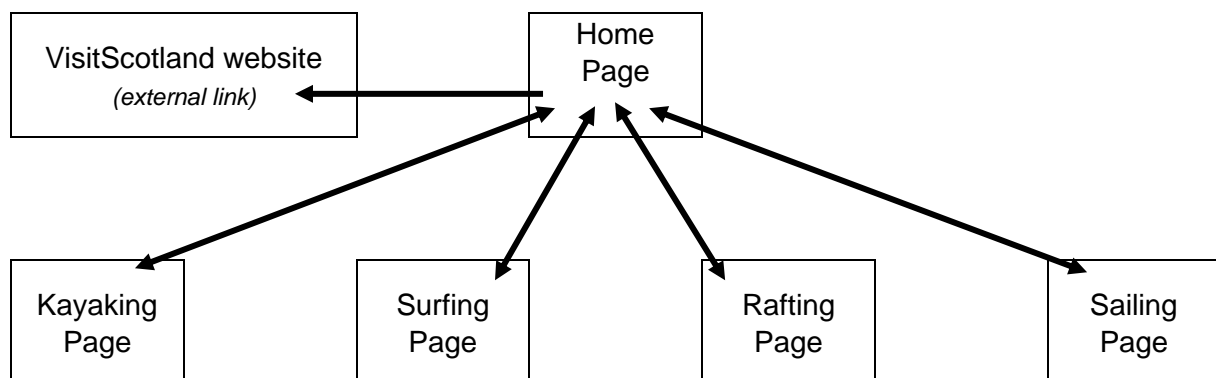 VisitScotland website
(external link)
Home
Page
Kayaking
Page
Surfing
Page
Rafting
Page
Sailing
Page